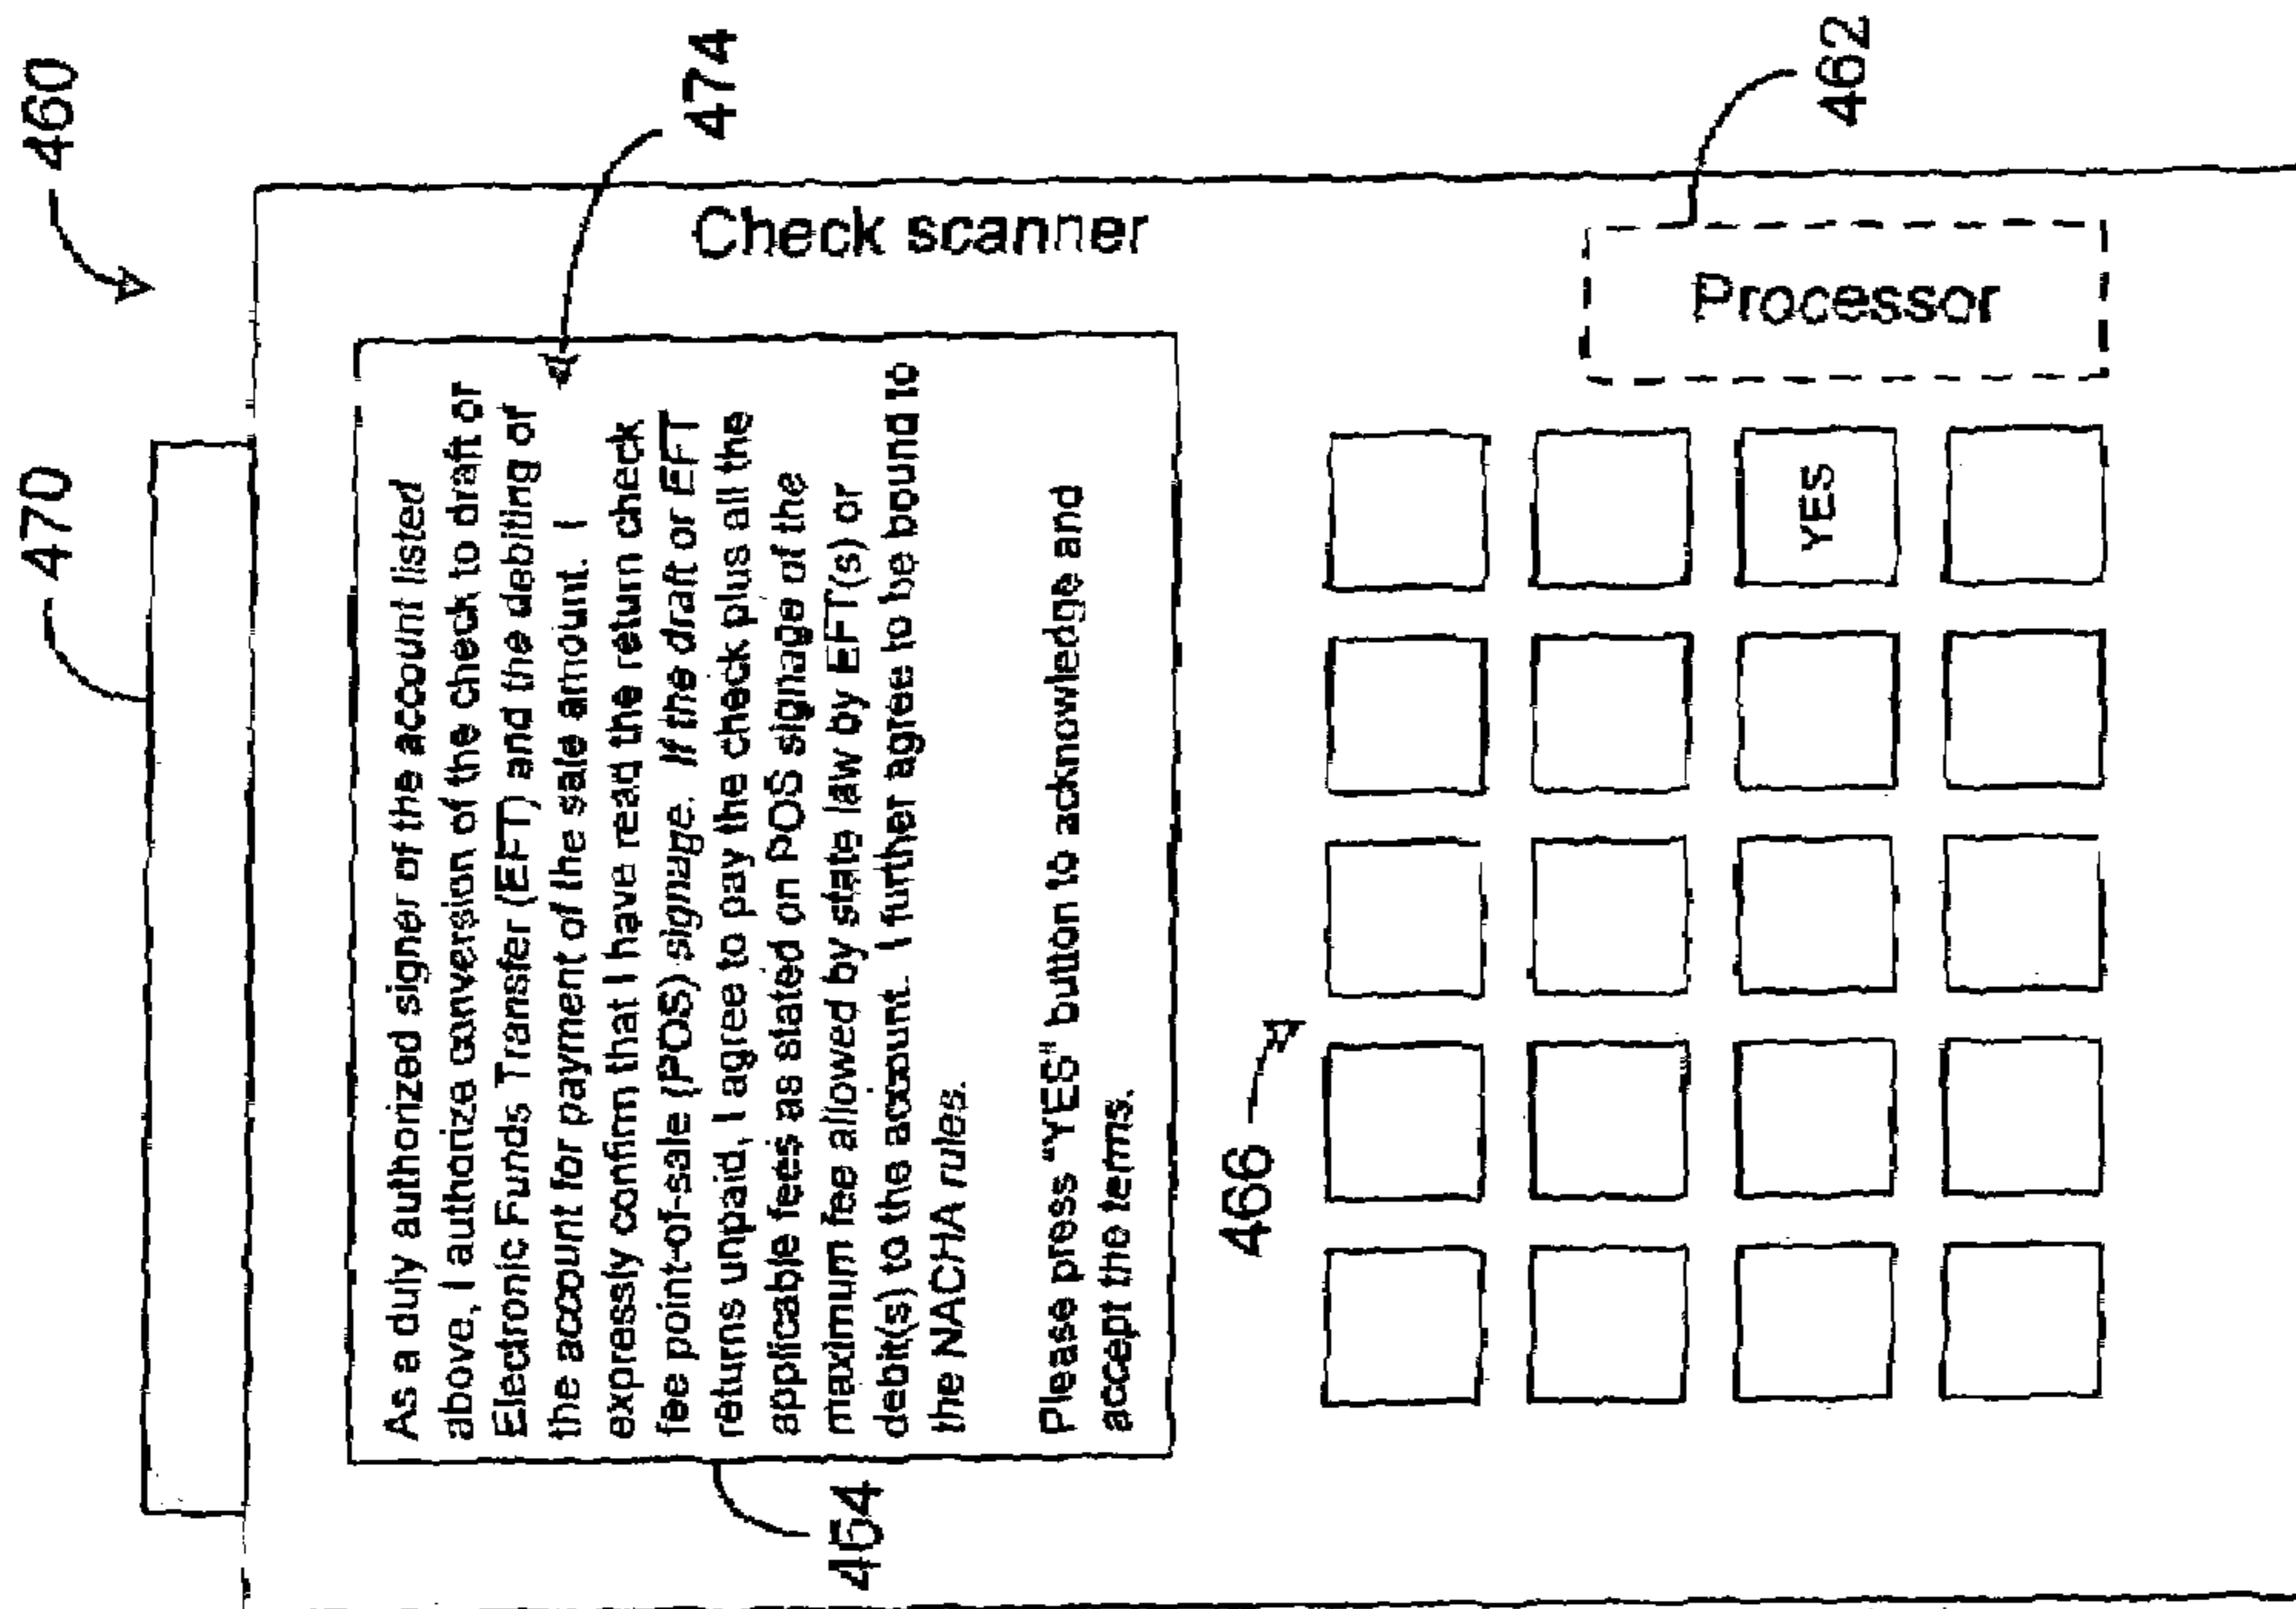 460
470
474
Check scanner
As a duly authorized signer of the account listed
above, I authorize conversion of the check to draft or
Electronic Funds Transfer (EFT) and the debiting of
the account for payment of the sale amount. I
expressly confirm that I have read the return check
fee point-of-sale (POS) signage. If the draft or EFT
returns unpaid, I agree to pay the check plus all the
applicable fees as stated on POS signage of the
maximum fee allowed by state law by EFT(s) or
debit(s) to the account. I further agree to be bound to
the NACHA rules.
Please press "YES" button to acknowledge and
accept the terms.
464
462
Processor
466
YES